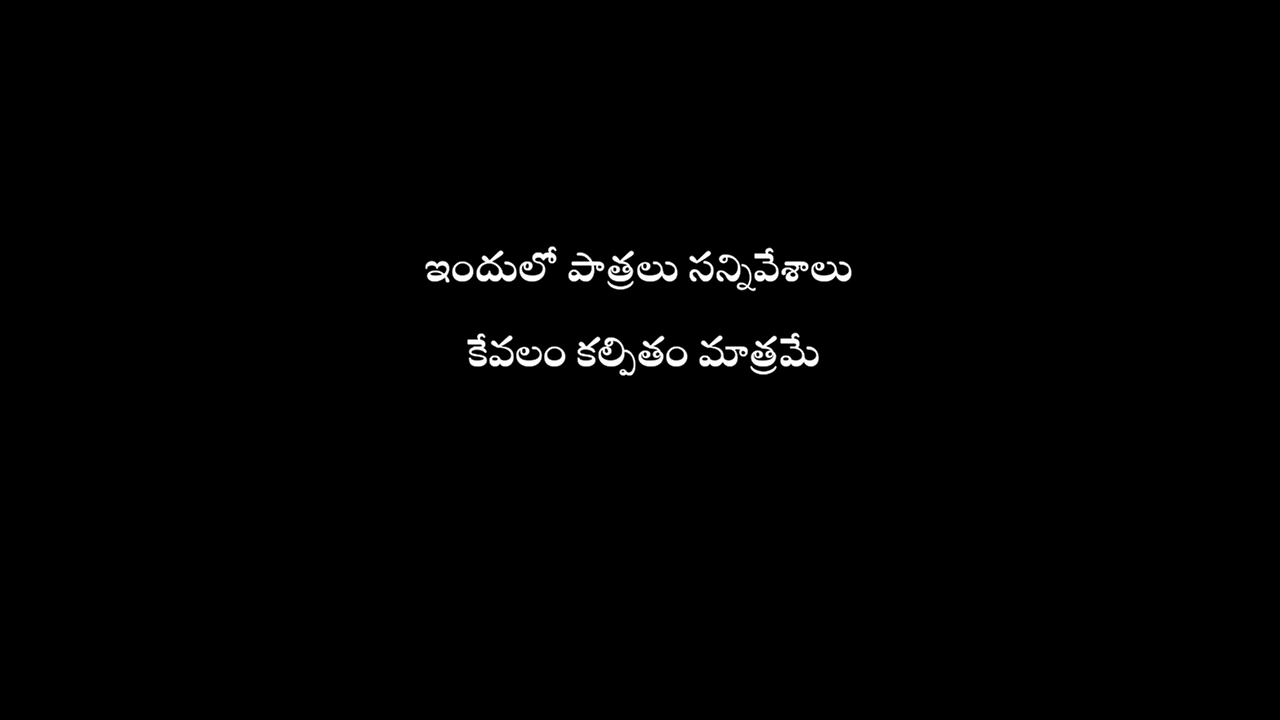 ఇందులో పాత్రలు సన్నివేశాలు
కేవలం కల్పితం మాత్రమే